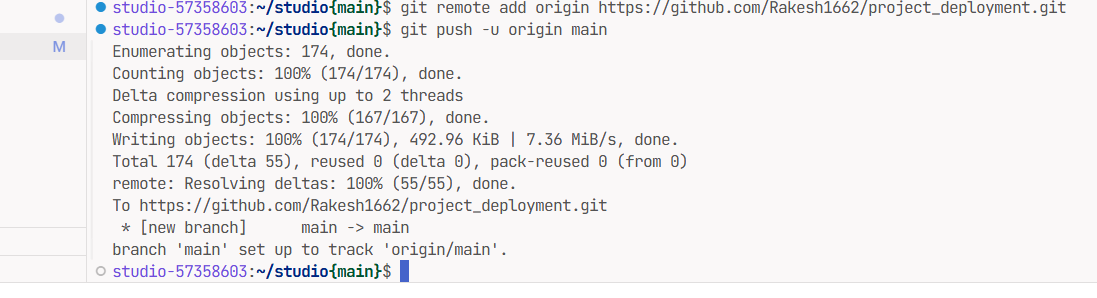 studio-57358603:~/studio{main}$ git remote add origin https://github.com/Rakesh1662/project_deployment.git
studio-57358603:~/studio{main}$ git push -u origin main
M
Enumerating objects: 174, done.
Counting objects: 100% (174/174), done.
Delta compression using up to 2 threads
Compressing objects: 100% (167/167), done.
Writing objects: 100% (174/174), 492.96 KiB | 7.36 MiB/s, done.
Total 174 (delta 55), reused 0 (delta 0), pack-reused 0 (from 0)
remote: Resolving deltas: 100% (55/55), done.
To https://github.com/Rakesh1662/project_deployment.git
 * [new branch]      main -> main
branch 'main' set up to track 'origin/main'.
studio-57358603:~/studio{main}$